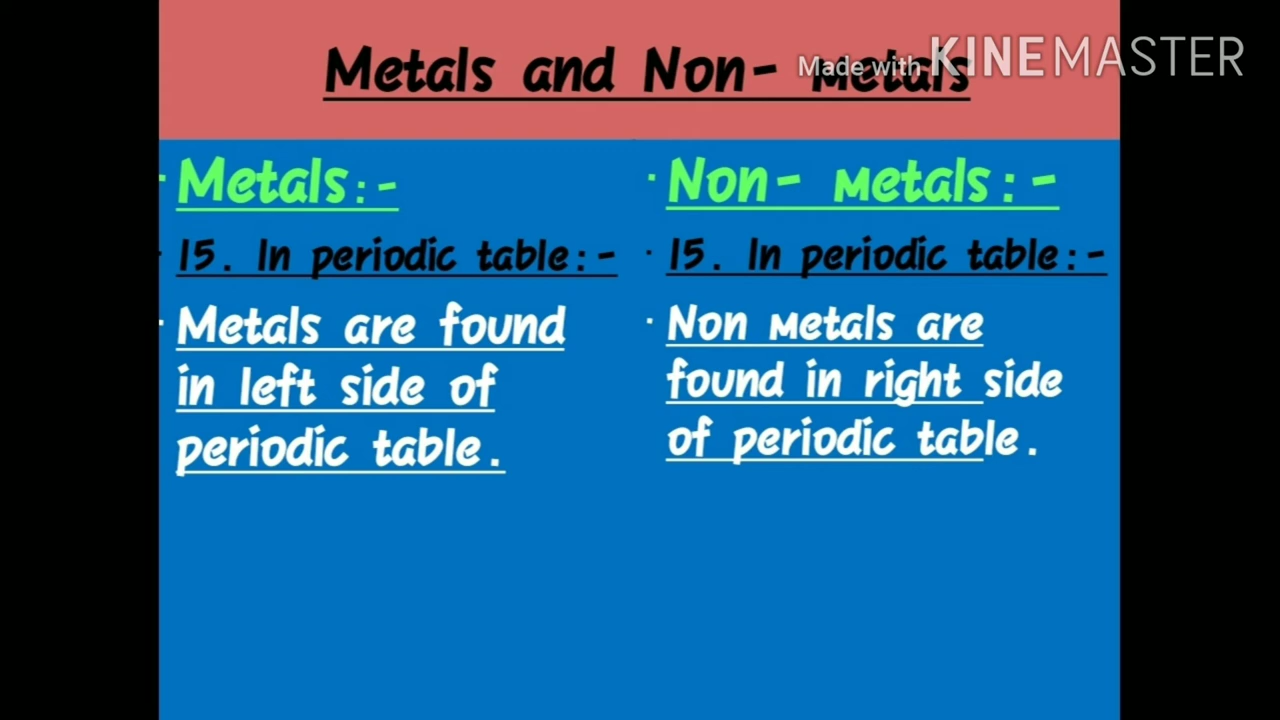 Metals and Non- metals
Made with KINEMASTER
· Metals:-
· 15. In periodic table:-
· Metals are found
in left side of
periodic table.
· Non- metals:-
· 15. In periodic table:-
· Non metals are
found in right side
of periodic table.